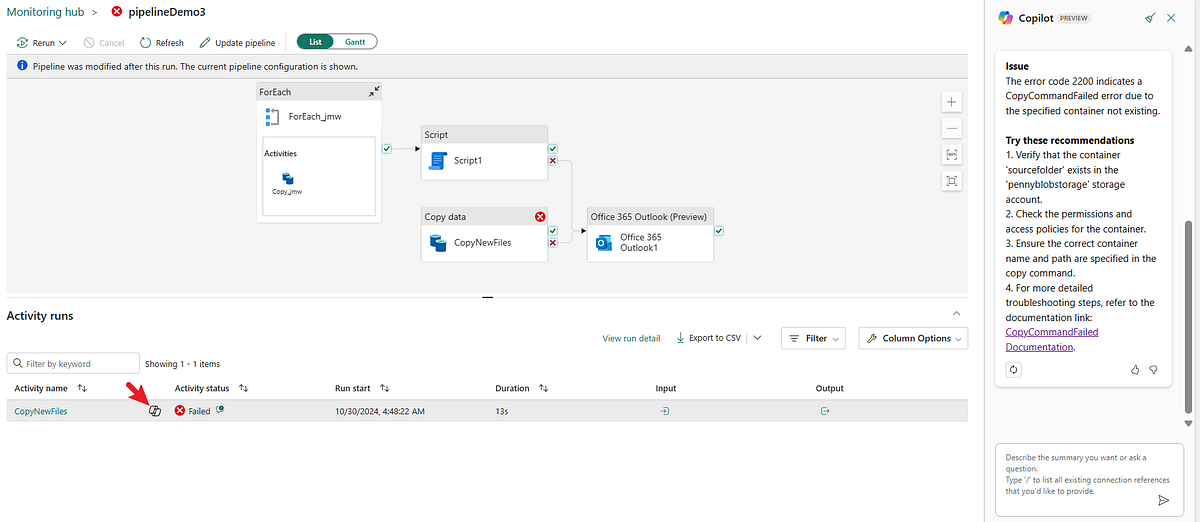 Monitoring hub > pipelineDemo3
Rerun Cancel Refresh Update pipeline List Gantt
Pipeline was modified after this run. The current pipeline configuration is shown.
ForEach
ForEach_jmw
Activities
Copy_jmw
Script
Script1
Copy data
CopyNewFiles
Office 365 Outlook (Preview)
Office 365
Outlook1
100%
Activity runs
View run detail Export to CSV Filter Column Options
Filter by keyword Showing 1 - 1 items
Activity name Activity status Run start Duration Input Output
CopyNewFiles Failed 10/30/2024, 4:48:22 AM 13s
Copilot PREVIEW
Issue
The error code 2200 indicates a
CopyCommandFailed error due to
the specified container not existing.
Try these recommendations
1. Verify that the container
'sourcefolder' exists in the
'pennyblobstorage' storage
account.
2. Check the permissions and
access policies for the container.
3. Ensure the correct container
name and path are specified in the
copy command.
4. For more detailed
troubleshooting steps, refer to the
documentation link:
CopyCommandFailed
Documentation.
Describe the summary you want or ask a
question.
Type '/' to list all existing connection references
that you'd like to provide.